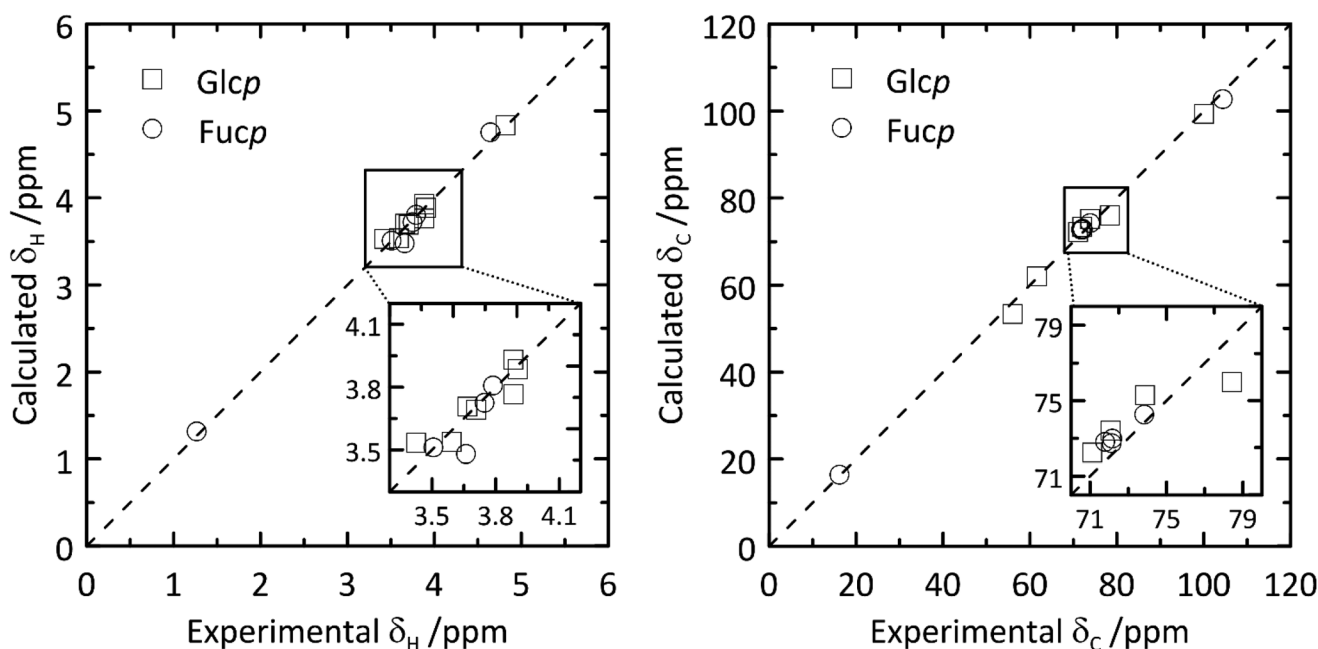 Calculated δH /ppm
6
5
4
3
2
1
0
Glcp
Fucp
4.1
3.8
3.5
3.5 3.8 4.1
0 1 2 3 4 5 6
Experimental δH /ppm
Calculated δC /ppm
120
100
80
60
40
20
0
Glcp
Fucp
79
75
71
71 75 79
0 20 40 60 80 100 120
Experimental δC /ppm